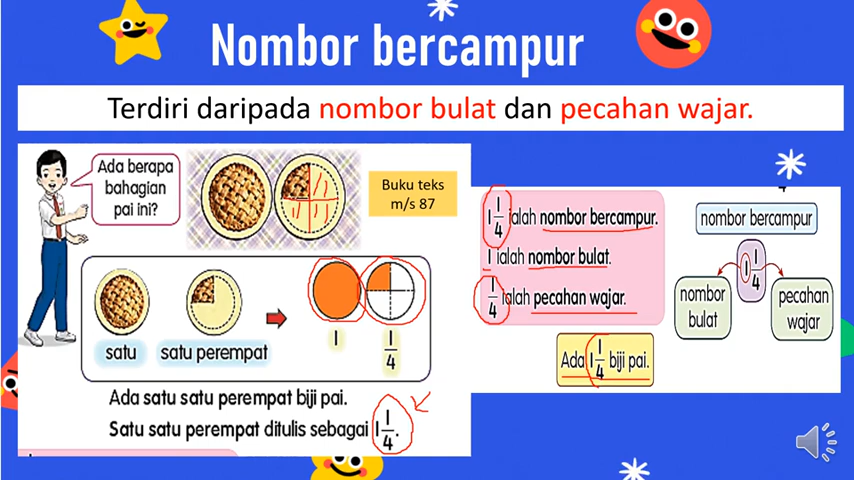 Nombor bercampur
Terdiri daripada nombor bulat dan pecahan wajar.
Ada berapa
bahagian
pai ini?
Buku teks
m/s 87
satu
satu perempat
1
1/4
Ada satu satu perempat biji pai.
Satu satu perempat ditulis sebagai 1 1/4.
1 1/4 ialah nombor bercampur.
1 ialah nombor bulat.
1/4 ialah pecahan wajar.
Ada 1 1/4 biji pai.
nombor bercampur
1 1/4
nombor
bulat
pecahan
wajar